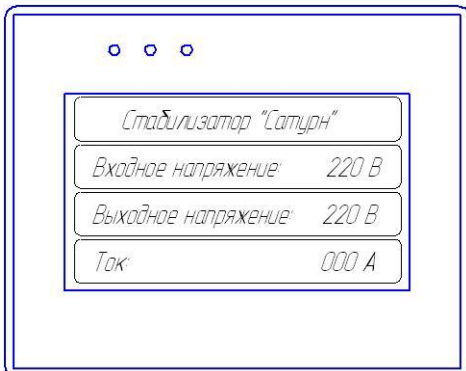 Стабилизатор "Сатурн"
Входное напряжение: 220 В
Выходное напряжение: 220 В
Ток: 000 А